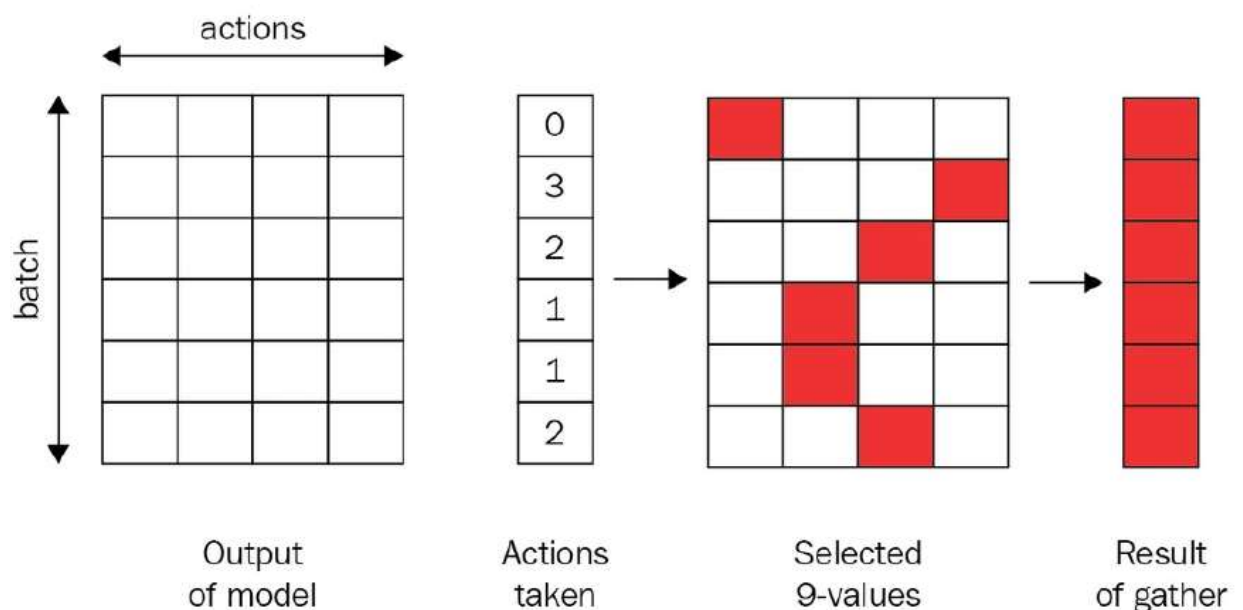 actions
batch
0
3
2
1
1
2
Output
of model
Actions
taken
Selected
9-values
Result
of gather